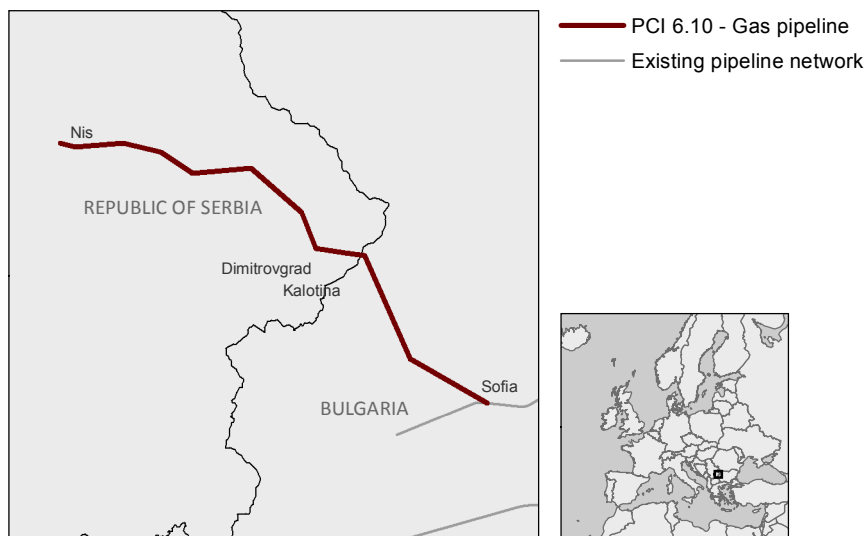 PCI 6.10 - Gas pipeline
Existing pipeline network
Nis
REPUBLIC OF SERBIA
Dimitrovgrad
Kalotina
Sofia
BULGARIA